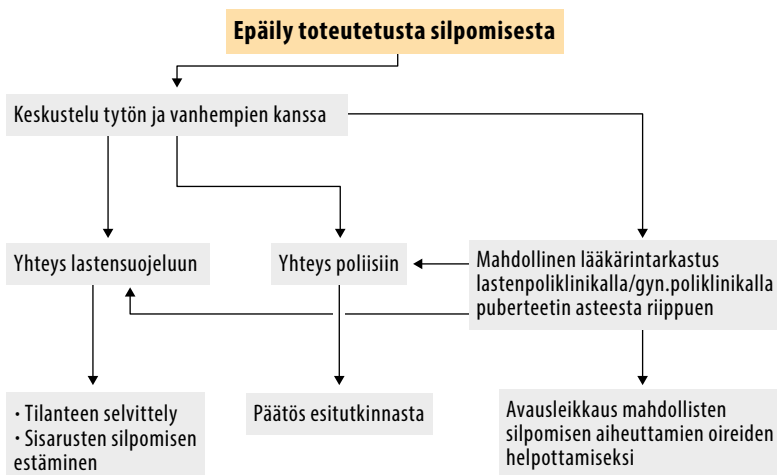 Epäily toteutetusta silpomisesta
Keskustelu tytön ja vanhempien kanssa
Yhteys lastensuojeluun
Yhteys poliisiin
Mahdollinen lääkärintarkastus
lastenpoliklinikalla/gyn.poliklinikalla
puberteetin asteesta riippuen
· Tilanteen selvittely
· Sisarusten silpomisen
estäminen
Päätös esitutkinnasta
Avausleikkaus mahdollisten
silpomisen aiheuttamien oireiden
helpottamiseksi